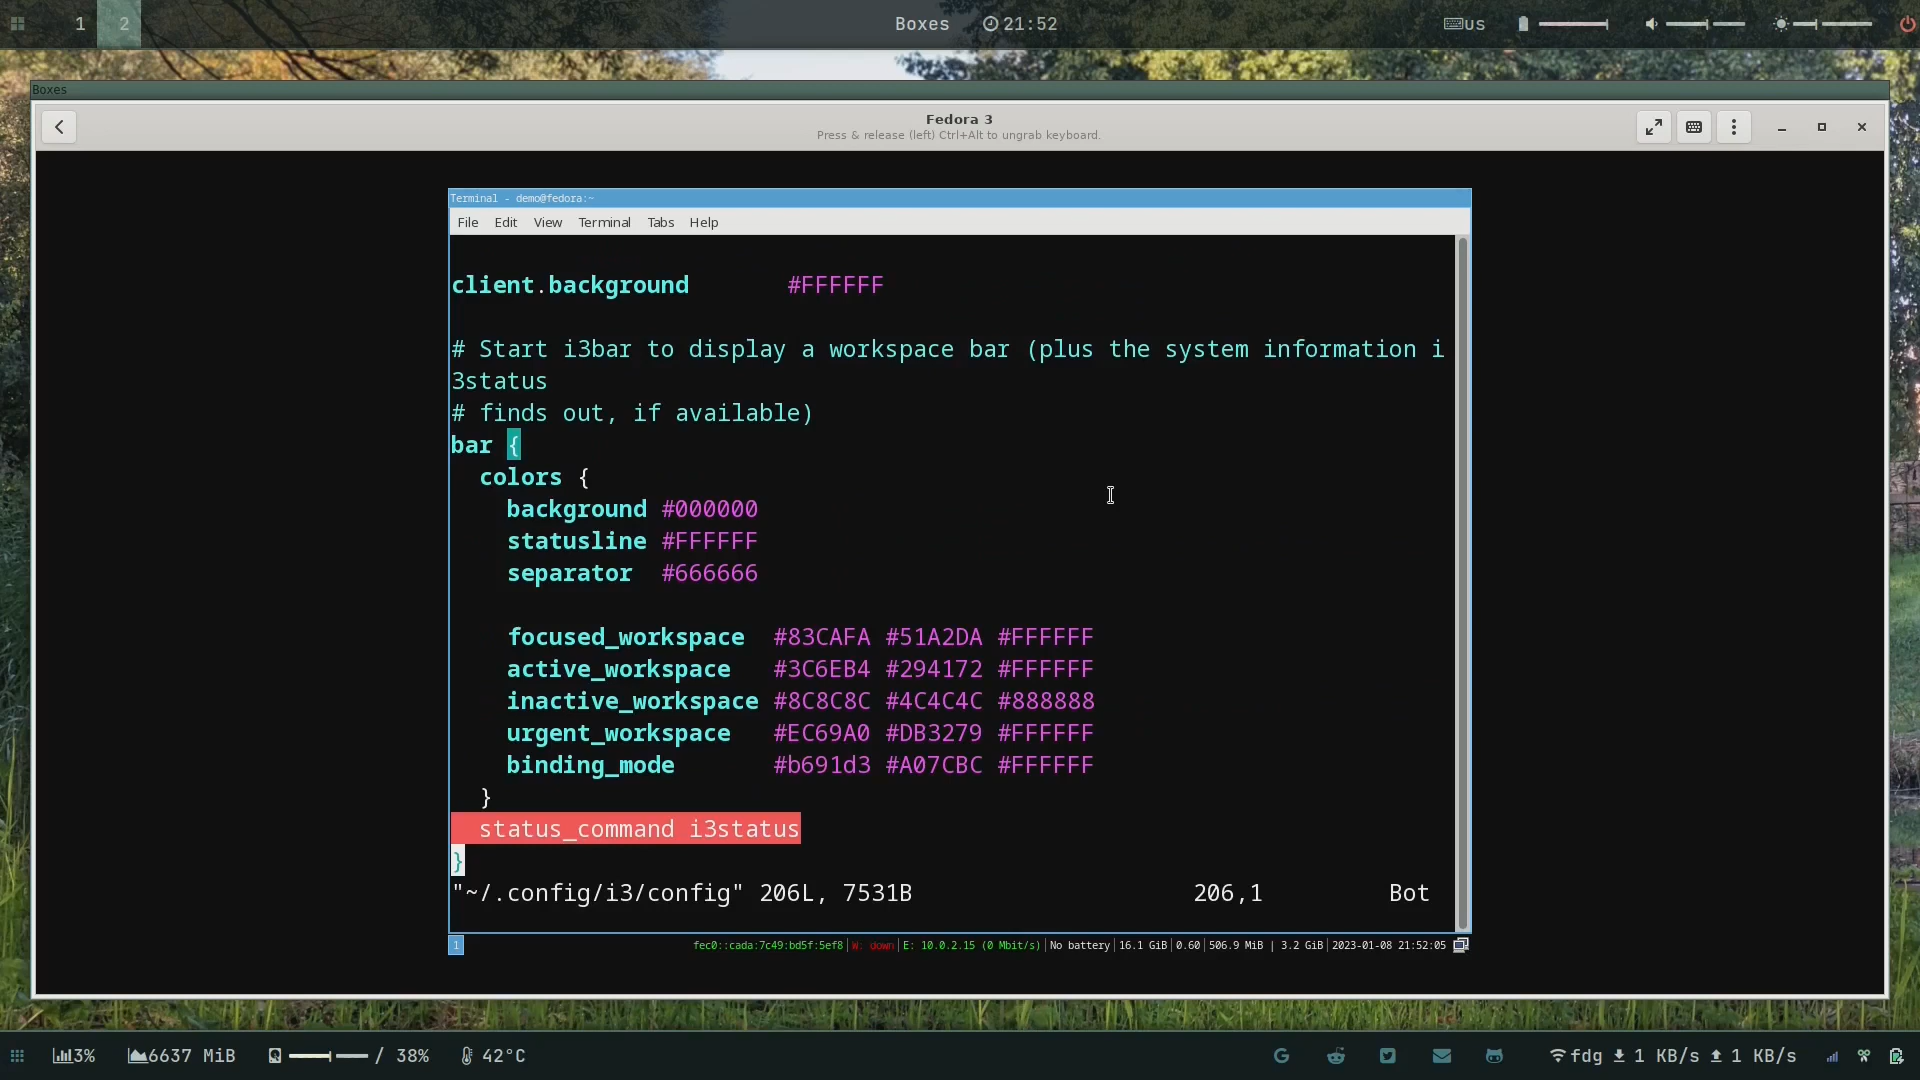 1 2 Boxes 21:52 US
Boxes
Fedora 3
Press & release (left) Ctrl+Alt to ungrab keyboard.
Terminal - demo@fedora:~
File Edit View Terminal Tabs Help
client.background #FFFFFF
# Start i3bar to display a workspace bar (plus the system information i
3status
# finds out, if available)
bar {
colors {
background #000000
statusline #FFFFFF
separator #666666
focused_workspace #83CAFA #51A2DA #FFFFFF
active_workspace #3C6EB4 #294172 #FFFFFF
inactive_workspace #8C8C8C #4C4C4C #888888
urgent_workspace #EC69A0 #DB3279 #FFFFFF
binding_mode #b691d3 #A07CBC #FFFFFF
}
status_command i3status
}
"~/.config/i3/config" 206L, 7531B 206,1 Bot
1 fec0::cada:7c49:bd5f:5ef8 | W: down | E: 10.0.2.15 (0 Mbit/s) | No battery | 16.1 GiB | 0.60 | 506.9 MiB | 3.2 GiB | 2023-01-08 21:52:05
3% 6637 MiB / 38% 42°C G fdg 1 KB/s 1 KB/s